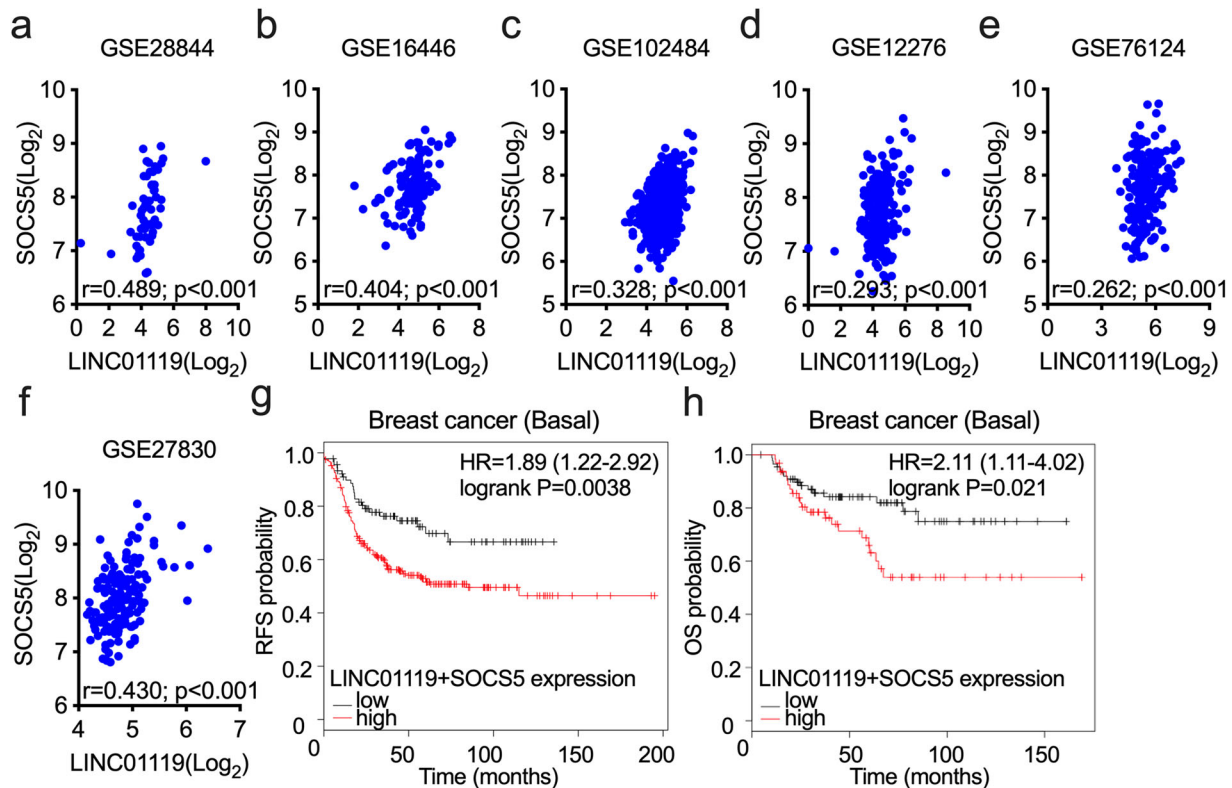 a
GSE28844
SOCS5(Log2)
10
9
8
7
6
r=0.489; p<0.001
0 2 4 6 8 10
LINC01119(Log2)
b
GSE16446
SOCS5(Log2)
10
9
8
7
6
5
r=0.404; p<0.001
0 2 4 6 8
LINC01119(Log2)
c
GSE102484
SOCS5(Log2)
10
9
8
7
6
5
r=0.328; p<0.001
0 2 4 6 8
LINC01119(Log2)
d
GSE12276
SOCS5(Log2)
10
9
8
7
6
r=0.293; p<0.001
0 2 4 6 8 10
LINC01119(Log2)
e
GSE76124
SOCS5(Log2)
10
9
8
7
6
5
r=0.262; p<0.001
0 3 6 9
LINC01119(Log2)
f
GSE27830
SOCS5(Log2)
10
9
8
7
6
r=0.430; p<0.001
4 5 6 7
LINC01119(Log2)
g
Breast cancer (Basal)
RFS probability
1.0
0.8
0.6
0.4
0.2
0
HR=1.89 (1.22-2.92)
logrank P=0.0038
LINC01119+SOCS5 expression
low
high
0 50 100 150 200
Time (months)
h
Breast cancer (Basal)
OS probability
1.0
0.8
0.6
0.4
0.2
0
HR=2.11 (1.11-4.02)
logrank P=0.021
LINC01119+SOCS5 expression
low
high
0 50 100 150
Time (months)